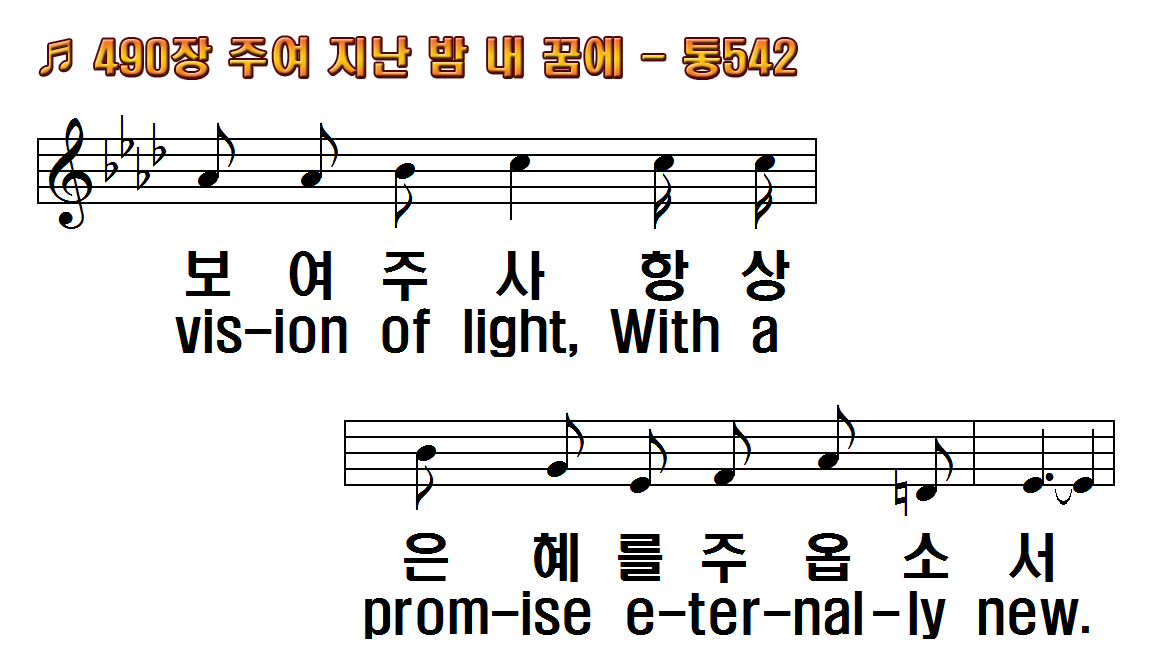 ♬ 490장 주여 지난 밤 내 꿈에 - 통542
보 여 주 사 항 상
vis-ion of light, With a
은 혜 를 주 옵 소 서
prom-ise e-ter-nal-ly new.